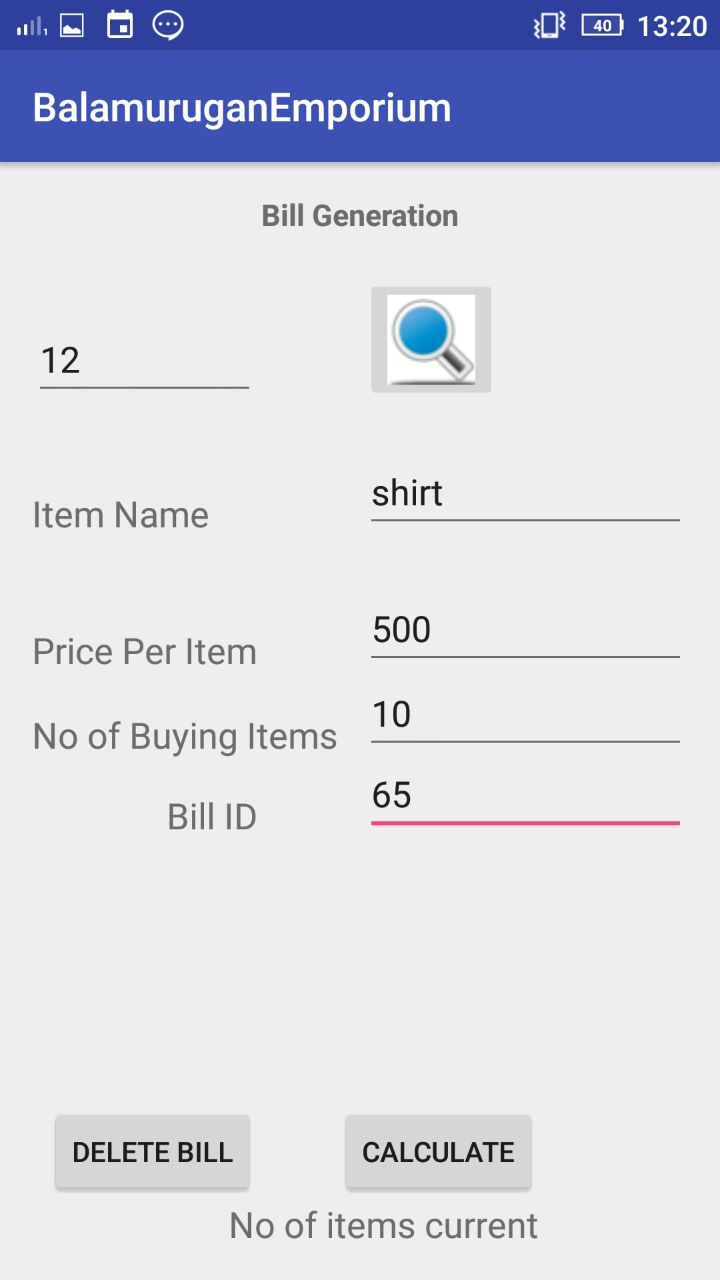 40 13:20
BalamuruganEmporium
Bill Generation
12
Item Name shirt
Price Per Item 500
No of Buying Items 10
Bill ID 65
DELETE BILL CALCULATE
No of items current